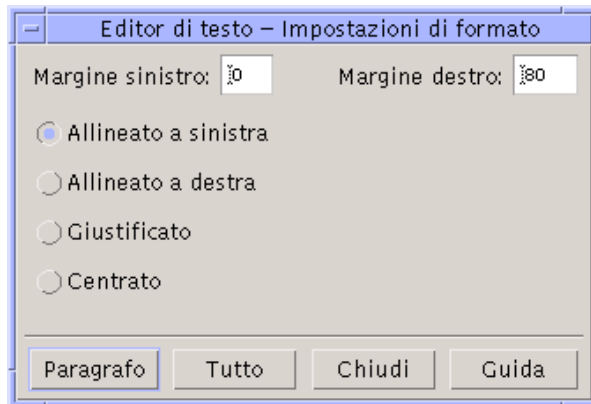 Editor di testo – Impostazioni di formato
Margine sinistro: 0 Margine destro: 80
Allineato a sinistra
Allineato a destra
Giustificato
Centrato
Paragrafo Tutto Chiudi Guida